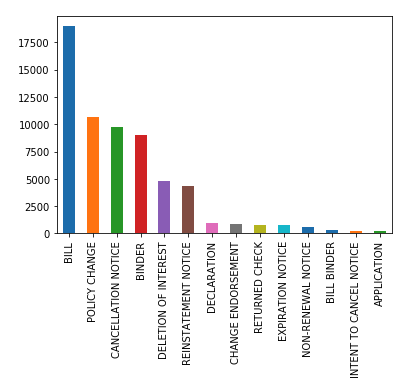 17500
15000
12500
10000
7500
5000
2500
0
BILL
POLICY CHANGE
CANCELLATION NOTICE
BINDER
DELETION OF INTEREST
REINSTATEMENT NOTICE
DECLARATION
CHANGE ENDORSEMENT
RETURNED CHECK
EXPIRATION NOTICE
NON-RENEWAL NOTICE
BILL BINDER
INTENT TO CANCEL NOTICE
APPLICATION